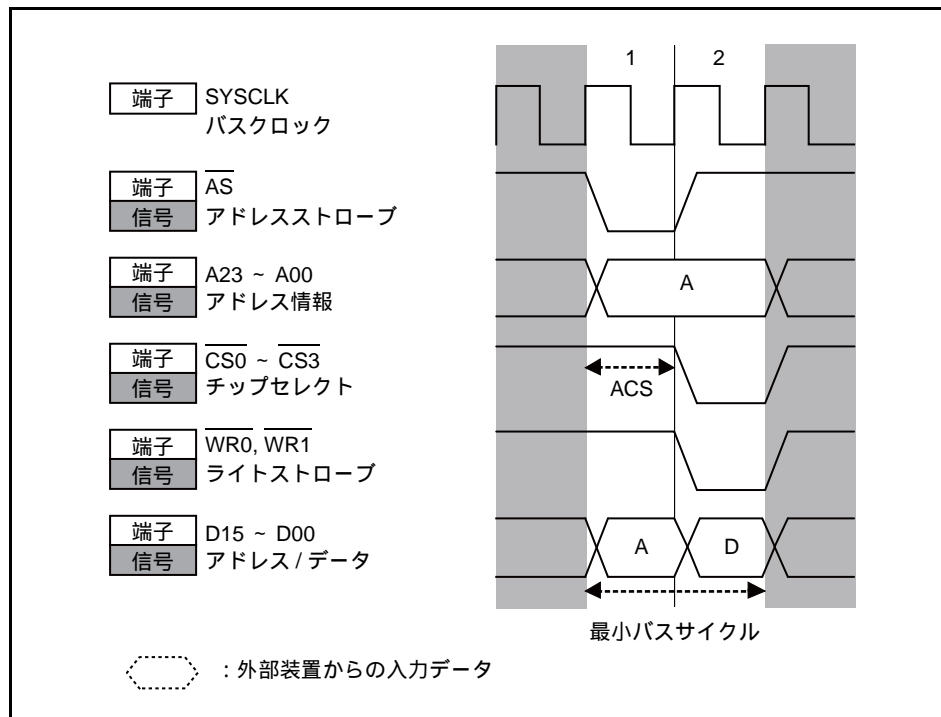 1 2
端子 SYSCLK
バスクロック
端子 AS
信号 アドレスストローブ
端子 A23 ~ A00
信号 アドレス情報
A
端子 CS0 ~ CS3
信号 チップセレクト
ACS
端子 WR0, WR1
信号 ライトストローブ
端子 D15 ~ D00
信号 アドレス / データ
A D
最小バスサイクル
: 外部装置からの入力データ